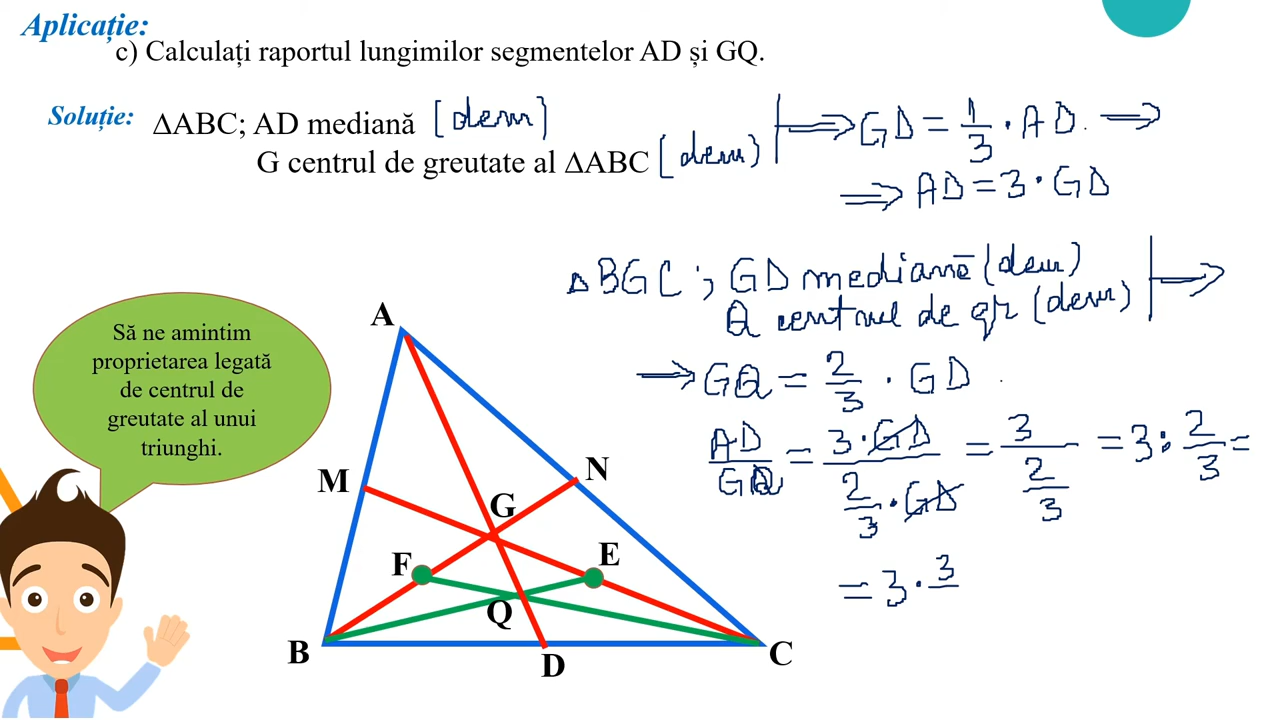 Aplicație:
c) Calculați raportul lungimilor segmentelor AD și GQ.
Soluție:
ΔABC; AD mediană [dem]
G centrul de greutate al ΔABC [dem)
⟹ GD = 1/3 · AD ⟹
⟹ AD = 3 · GD
ΔBGC ; GD mediană (dem)
Q centrul de gr (dem)
⟹
⟹ GQ = 2/3 · GD
AD/GQ = (3 · GD)/(2/3 · GD) = 3/(2/3) = 3 : 2/3 =
= 3 · 3
Să ne amintim
proprietarea legată
de centrul de
greutate al unui
triunghi.
A
M
N
G
F
E
Q
B
D
C